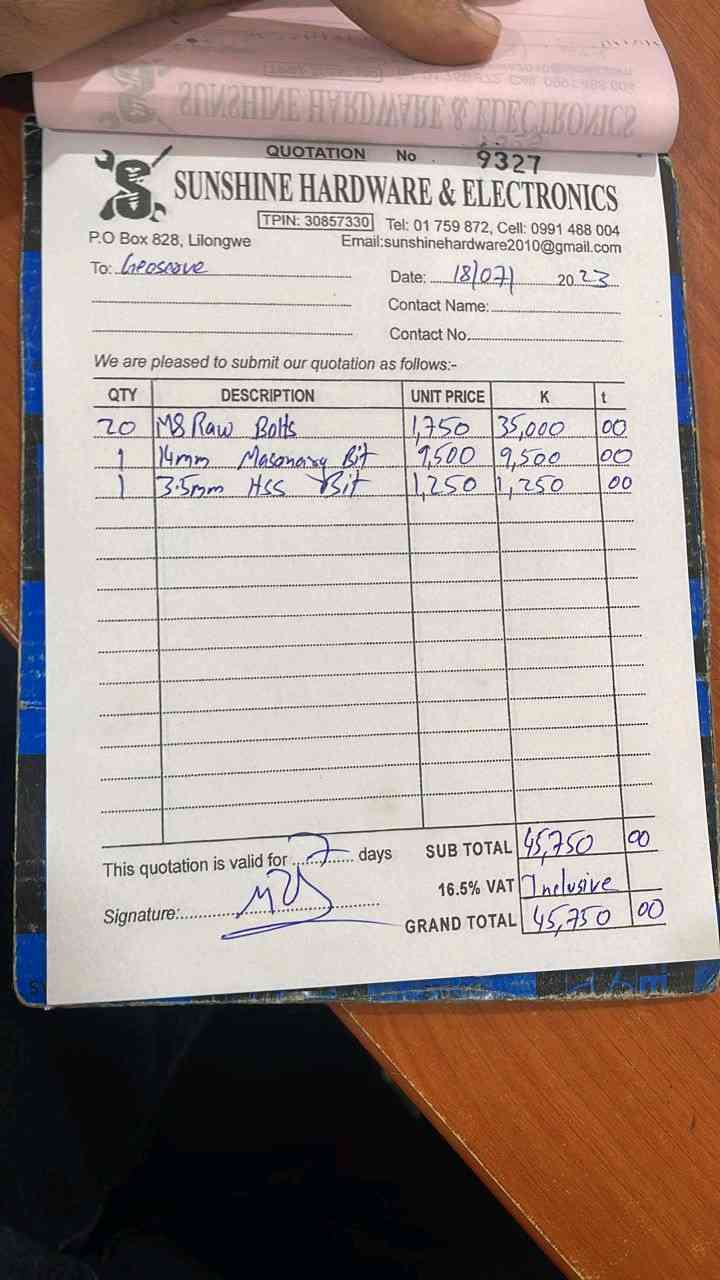 QUOTATION No . 9327
SUNSHINE HARDWARE & ELECTRONICS
TPIN: 30857330 Tel: 01 759 872, Cell: 0991 488 004
P.O Box 828, Lilongwe Email:sunshinehardware2010@gmail.com
To: Geoscove Date: 18/07/ 2023
Contact Name:
Contact No.
We are pleased to submit our quotation as follows:-
QTY DESCRIPTION UNIT PRICE K t
20 M8 Raw Bolts 1,750 35,000 00
1 14mm Masonary Bit 9,500 9,500 00
1 3.5mm HSS Bit 1,250 1,250 00
This quotation is valid for 7 days SUB TOTAL 45,750 00
16.5% VAT Inclusive
Signature:
GRAND TOTAL 45,750 00